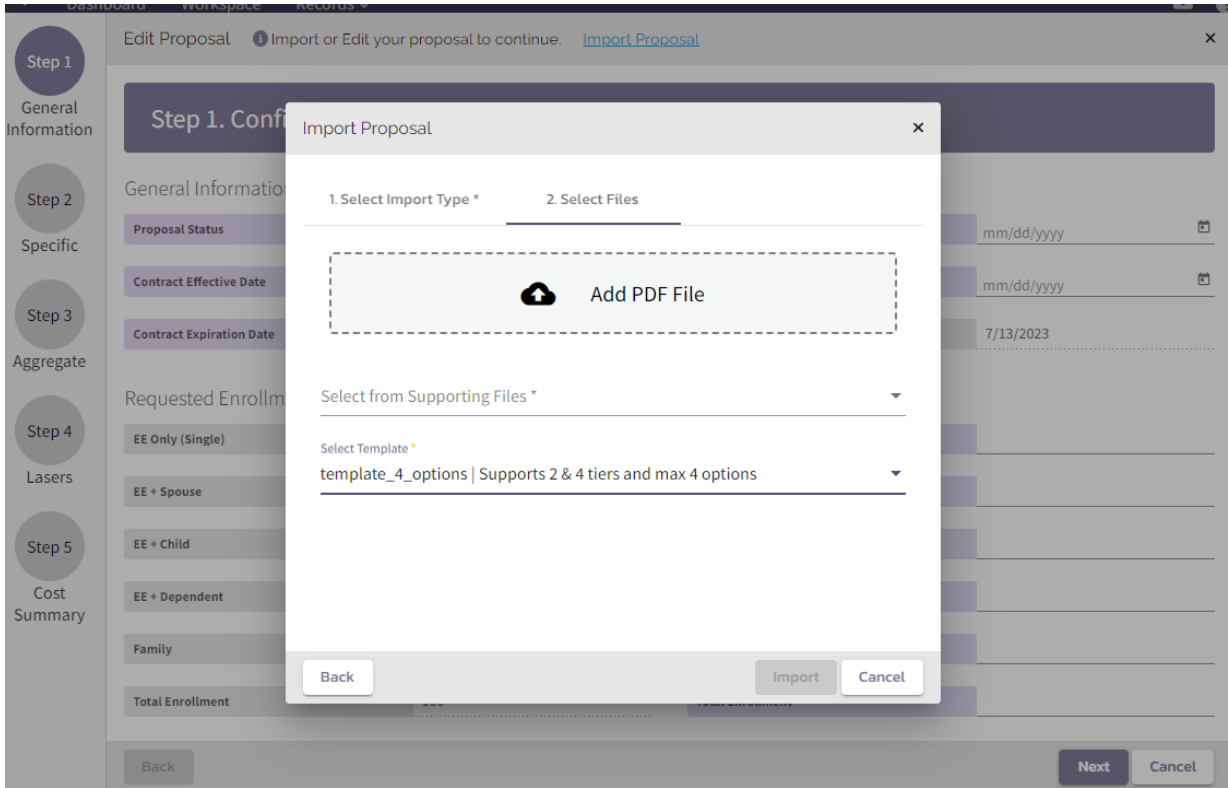 Dashboard Workspace Records
Edit Proposal Import or Edit your proposal to continue. Import Proposal
Step 1
General
Information
Step 2
Specific
Step 3
Aggregate
Step 4
Lasers
Step 5
Cost
Summary
Step 1. Confi
General Informatio
Proposal Status
mm/dd/yyyy
Contract Effective Date
mm/dd/yyyy
Contract Expiration Date
7/13/2023
Requested Enrollm
EE Only (Single)
EE + Spouse
EE + Child
EE + Dependent
Family
Total Enrollment
Total Enrollment
Import Proposal
1. Select Import Type * 2. Select Files
Add PDF File
Select from Supporting Files *
Select Template *
template_4_options | Supports 2 & 4 tiers and max 4 options
Back Import Cancel
Back Next Cancel